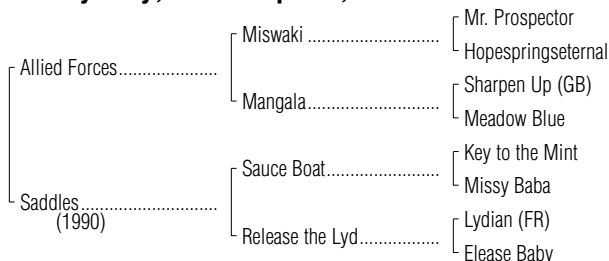 Mr. Prospector
Miswaki
Hopespringseternal
Allied Forces
Sharpen Up (GB)
Mangala
Meadow Blue
Key to the Mint
Sauce Boat
Missy Baba
Saddles
(1990)
Lydian (FR)
Release the Lyd
Elease Baby